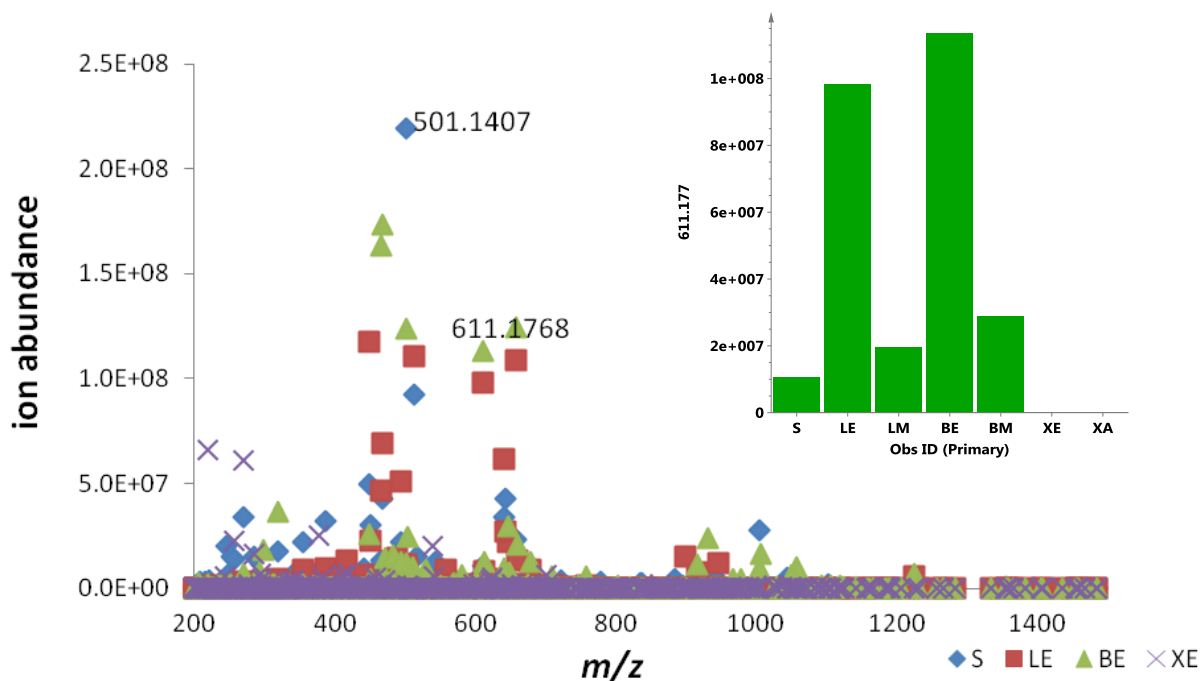 ion abundance
2.5E+08
2.0E+08
1.5E+08
1.0E+08
5.0E+07
0.0E+00
501.1407
611.1768
200 400 600 800 1000 1200 1400
m/z
S LE BE XE
611.177
1e+008
8e+007
6e+007
4e+007
2e+007
0
S LE LM BE BM XE XA
Obs ID (Primary)